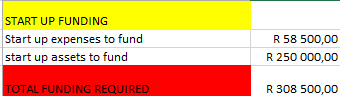 START UP FUNDING
Start up expenses to fund R 58 500,00
start up assets to fund R 250 000,00
TOTAL FUNDING REQUIRED R 308 500,00